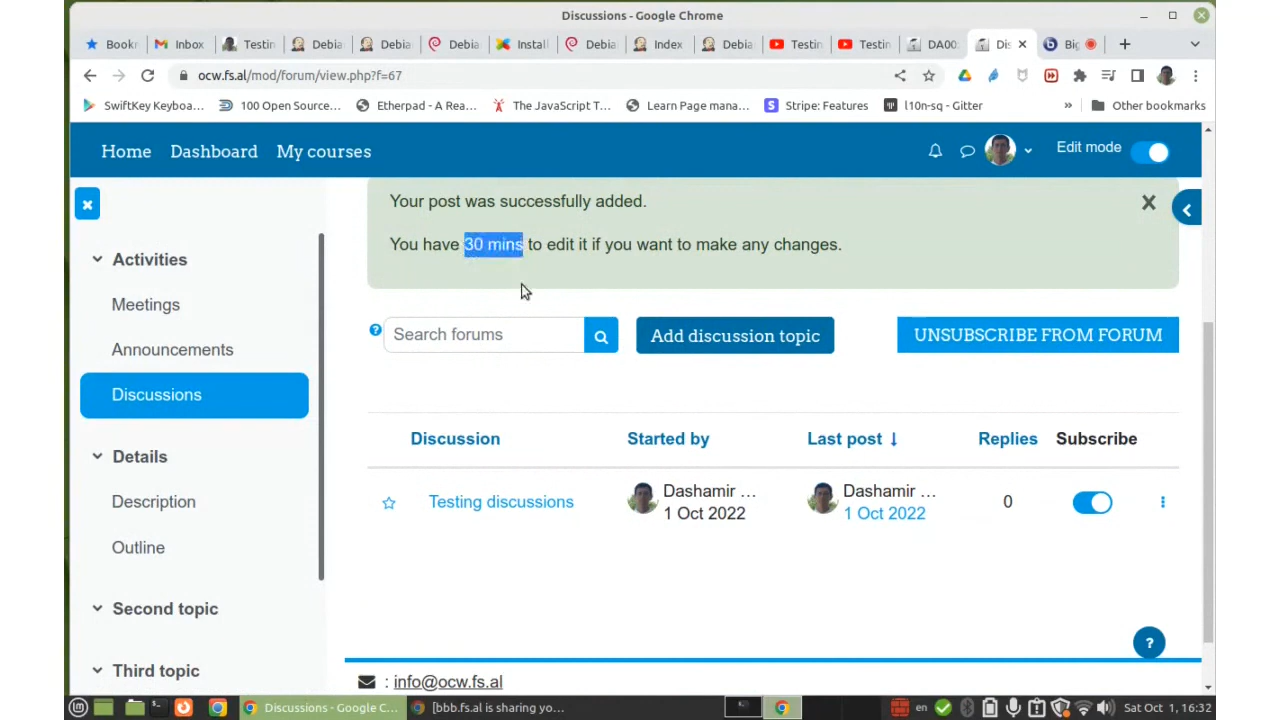 Discussions - Google Chrome
Bookr
Inbox
Testin
Debia
Debia
Debia
Instal
Debia
Index
Debia
Testin
Testin
DA00
Dis
Big
ocw.fs.al/mod/forum/view.php?f=67
SwiftKey Keyboa...
100 Open Source...
Etherpad - A Rea...
The JavaScript T...
Learn Page mana...
Stripe: Features
l10n-sq - Gitter
»
Other bookmarks
Home
Dashboard
My courses
Edit mode
Your post was successfully added.
You have 30 mins to edit it if you want to make any changes.
Activities
Meetings
Announcements
Discussions
Details
Description
Outline
Second topic
Third topic
Search forums
Add discussion topic
UNSUBSCRIBE FROM FORUM
Discussion
Started by
Last post ↓
Replies
Subscribe
Testing discussions
Dashamir ...
1 Oct 2022
Dashamir ...
1 Oct 2022
0
?
: info@ocw.fs.al
Discussions - Google C...
[bbb.fs.al is sharing yo...
en
Sat Oct 1, 16:32